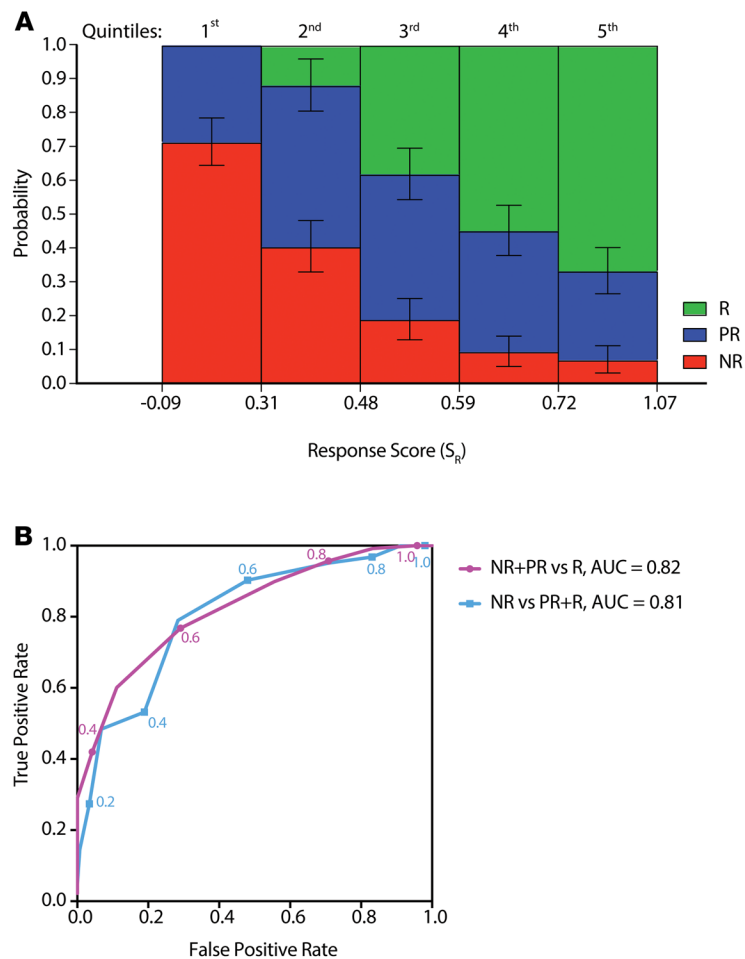 A
Quintiles: 1st 2nd 3rd 4th 5th
1.0
0.9
0.8
0.7
0.6
0.5
0.4
0.3
0.2
0.1
0.0
Probability
R
PR
NR
-0.09 0.31 0.48 0.59 0.72 1.07
Response Score (SR)
B
1.0
0.8
0.6
0.4
0.2
0.0
True Positive Rate
0.6 0.8 1.0 1.0
0.8
0.6
0.4 0.4
0.2
NR+PR vs R, AUC = 0.82
NR vs PR+R, AUC = 0.81
0.0 0.2 0.4 0.6 0.8 1.0
False Positive Rate